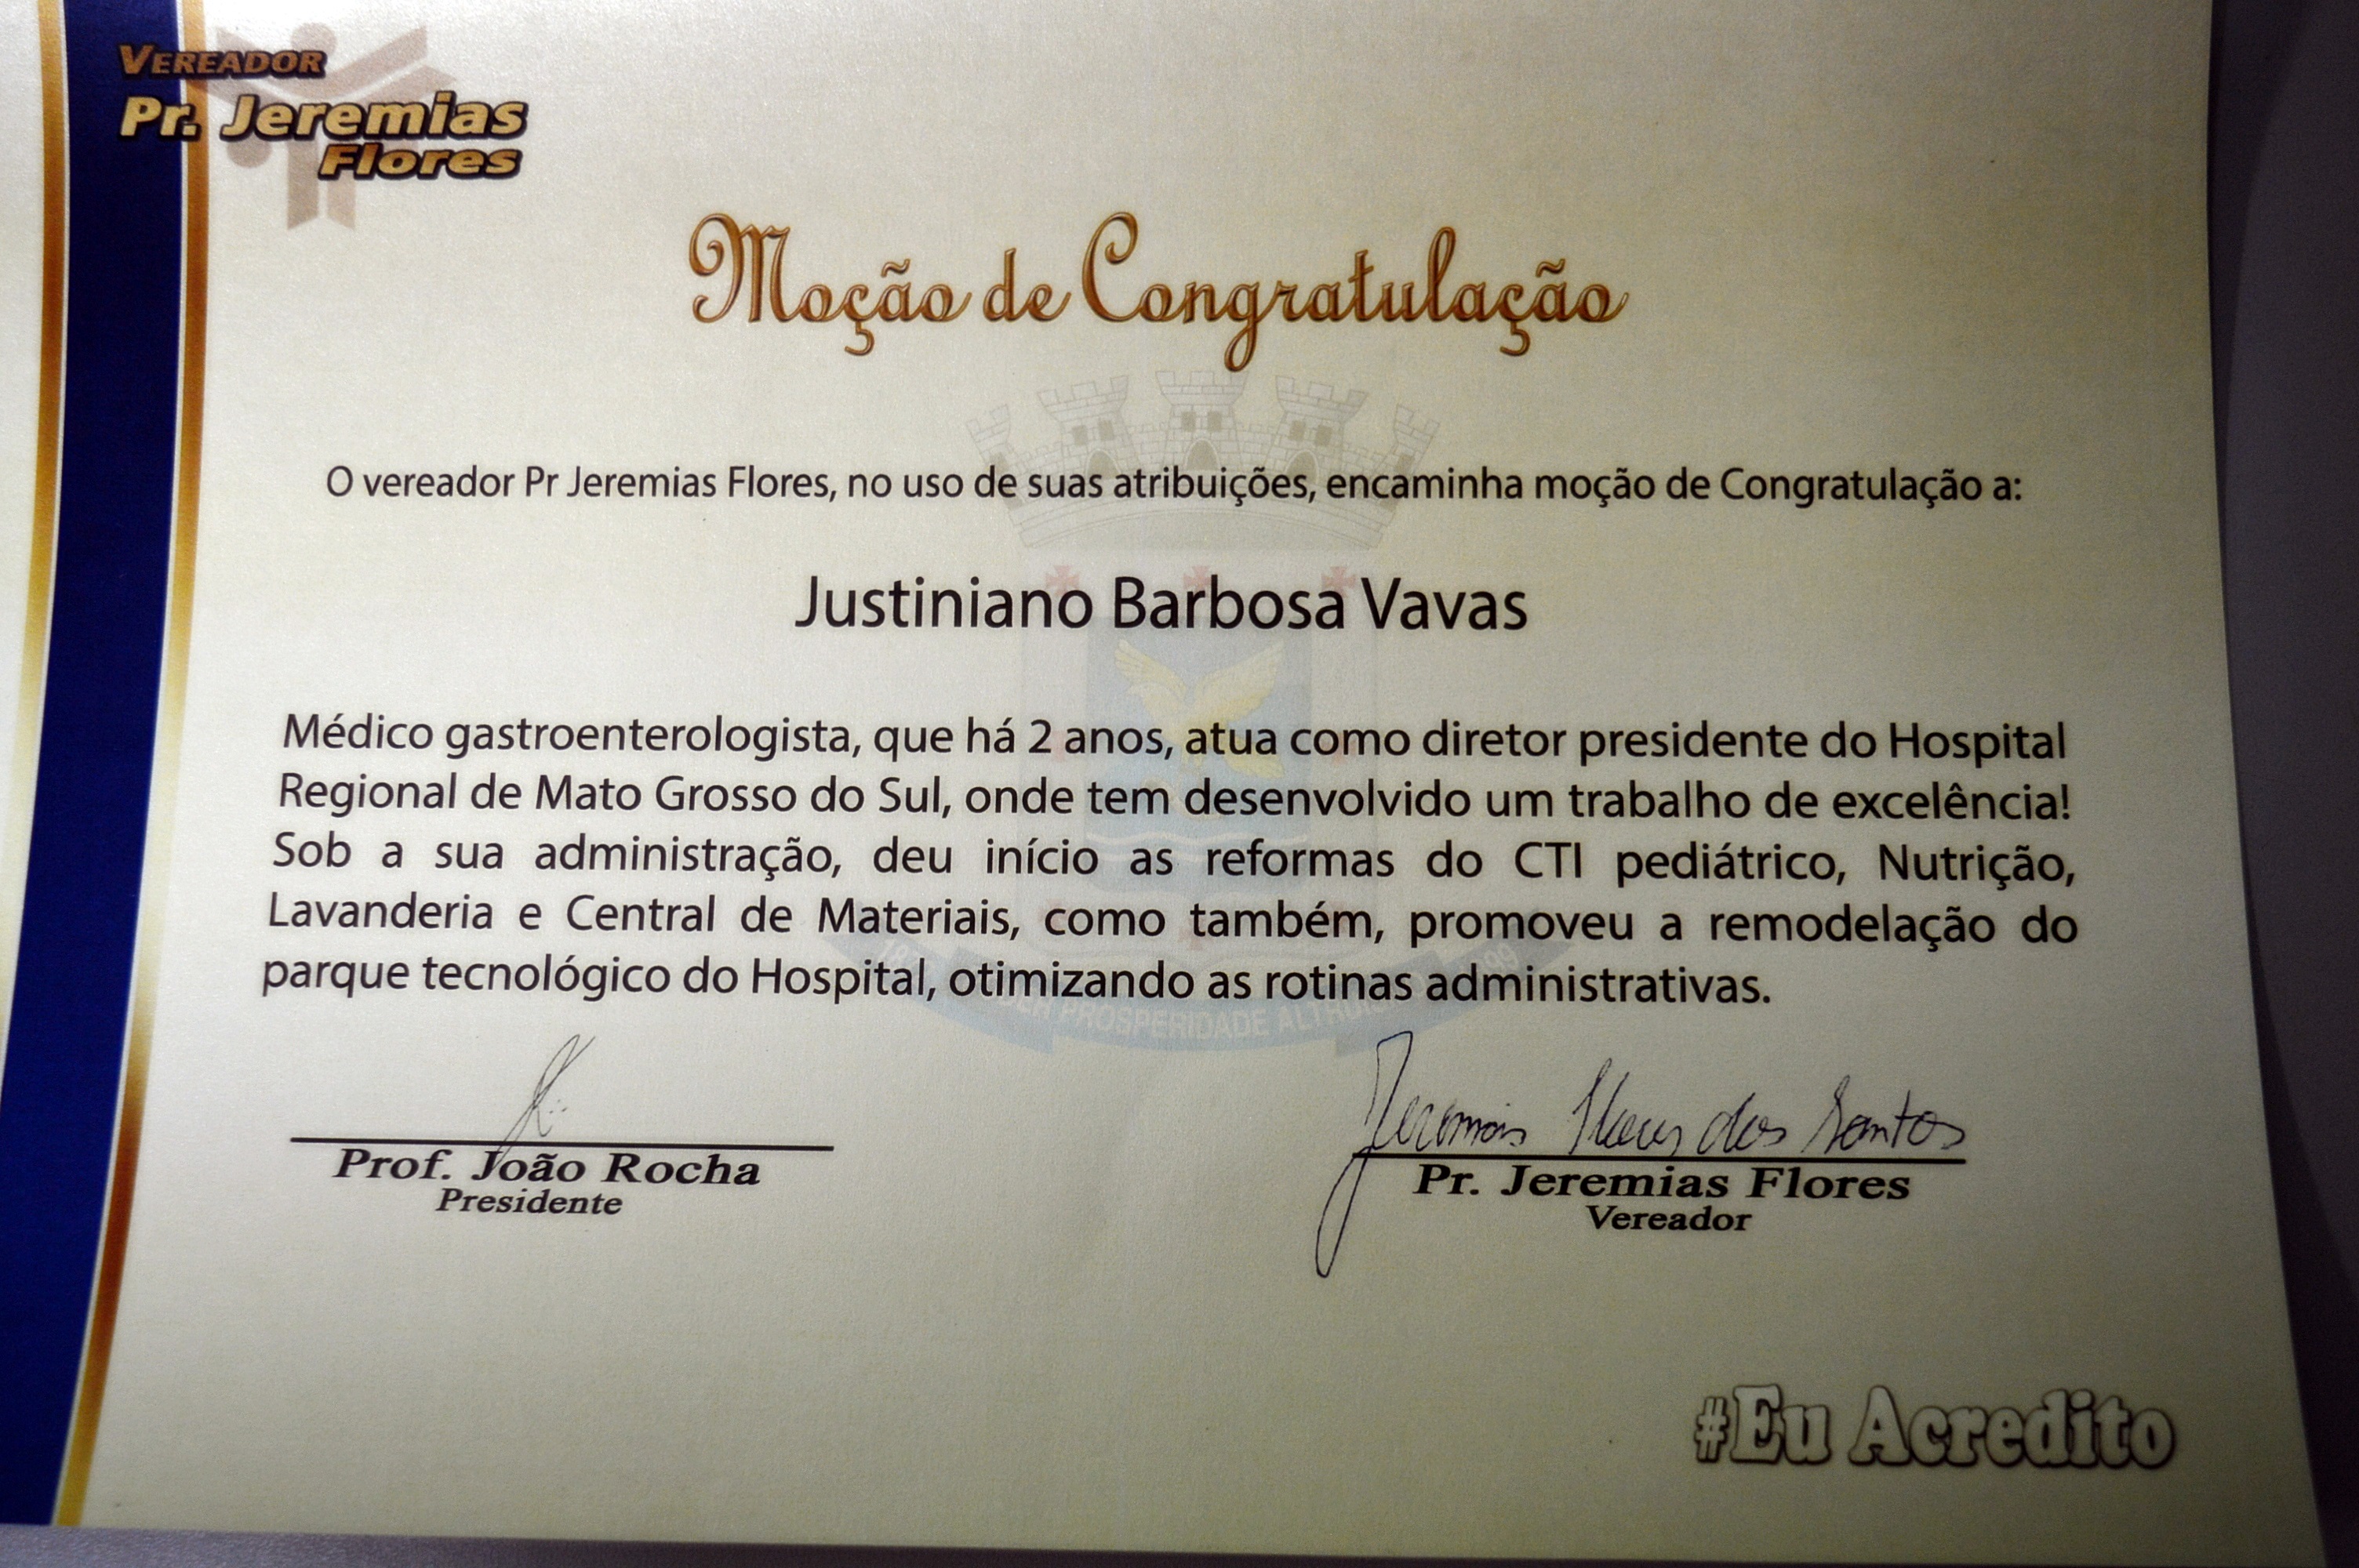 VEREADOR
Pr. Jeremias
Flores
Moção de Congratulação
O vereador Pr Jeremias Flores, no uso de suas atribuições, encaminha moção de Congratulação a:
Justiniano Barbosa Vavas
Médico gastroenterologista, que há 2 anos, atua como diretor presidente do Hospital
Regional de Mato Grosso do Sul, onde tem desenvolvido um trabalho de excelência!
Sob a sua administração, deu início as reformas do CTI pediátrico, Nutrição,
Lavanderia e Central de Materiais, como também, promoveu a remodelação do
parque tecnológico do Hospital, otimizando as rotinas administrativas.
PROSPERIDADE
Jeremias Flores dos Santos
Prof. João Rocha
Presidente
Pr. Jeremias Flores
Vereador
#Eu Acredito